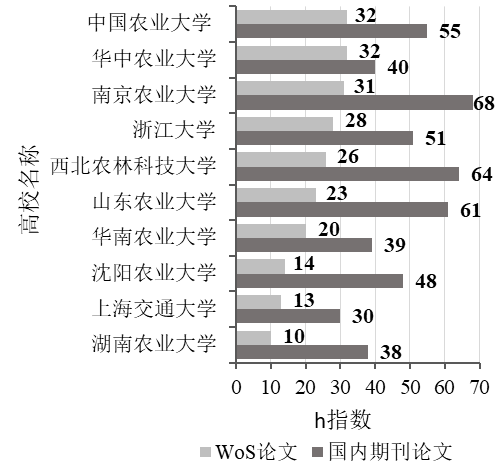 中国农业大学
32
55
华中农业大学
32
40
南京农业大学
31
68
浙江大学
28
51
西北农林科技大学
26
64
山东农业大学
23
61
华南农业大学
20
39
沈阳农业大学
14
48
上海交通大学
13
30
湖南农业大学
10
38
高校名称
0 10 20 30 40 50 60 70
h指数
WoS论文 国内期刊论文